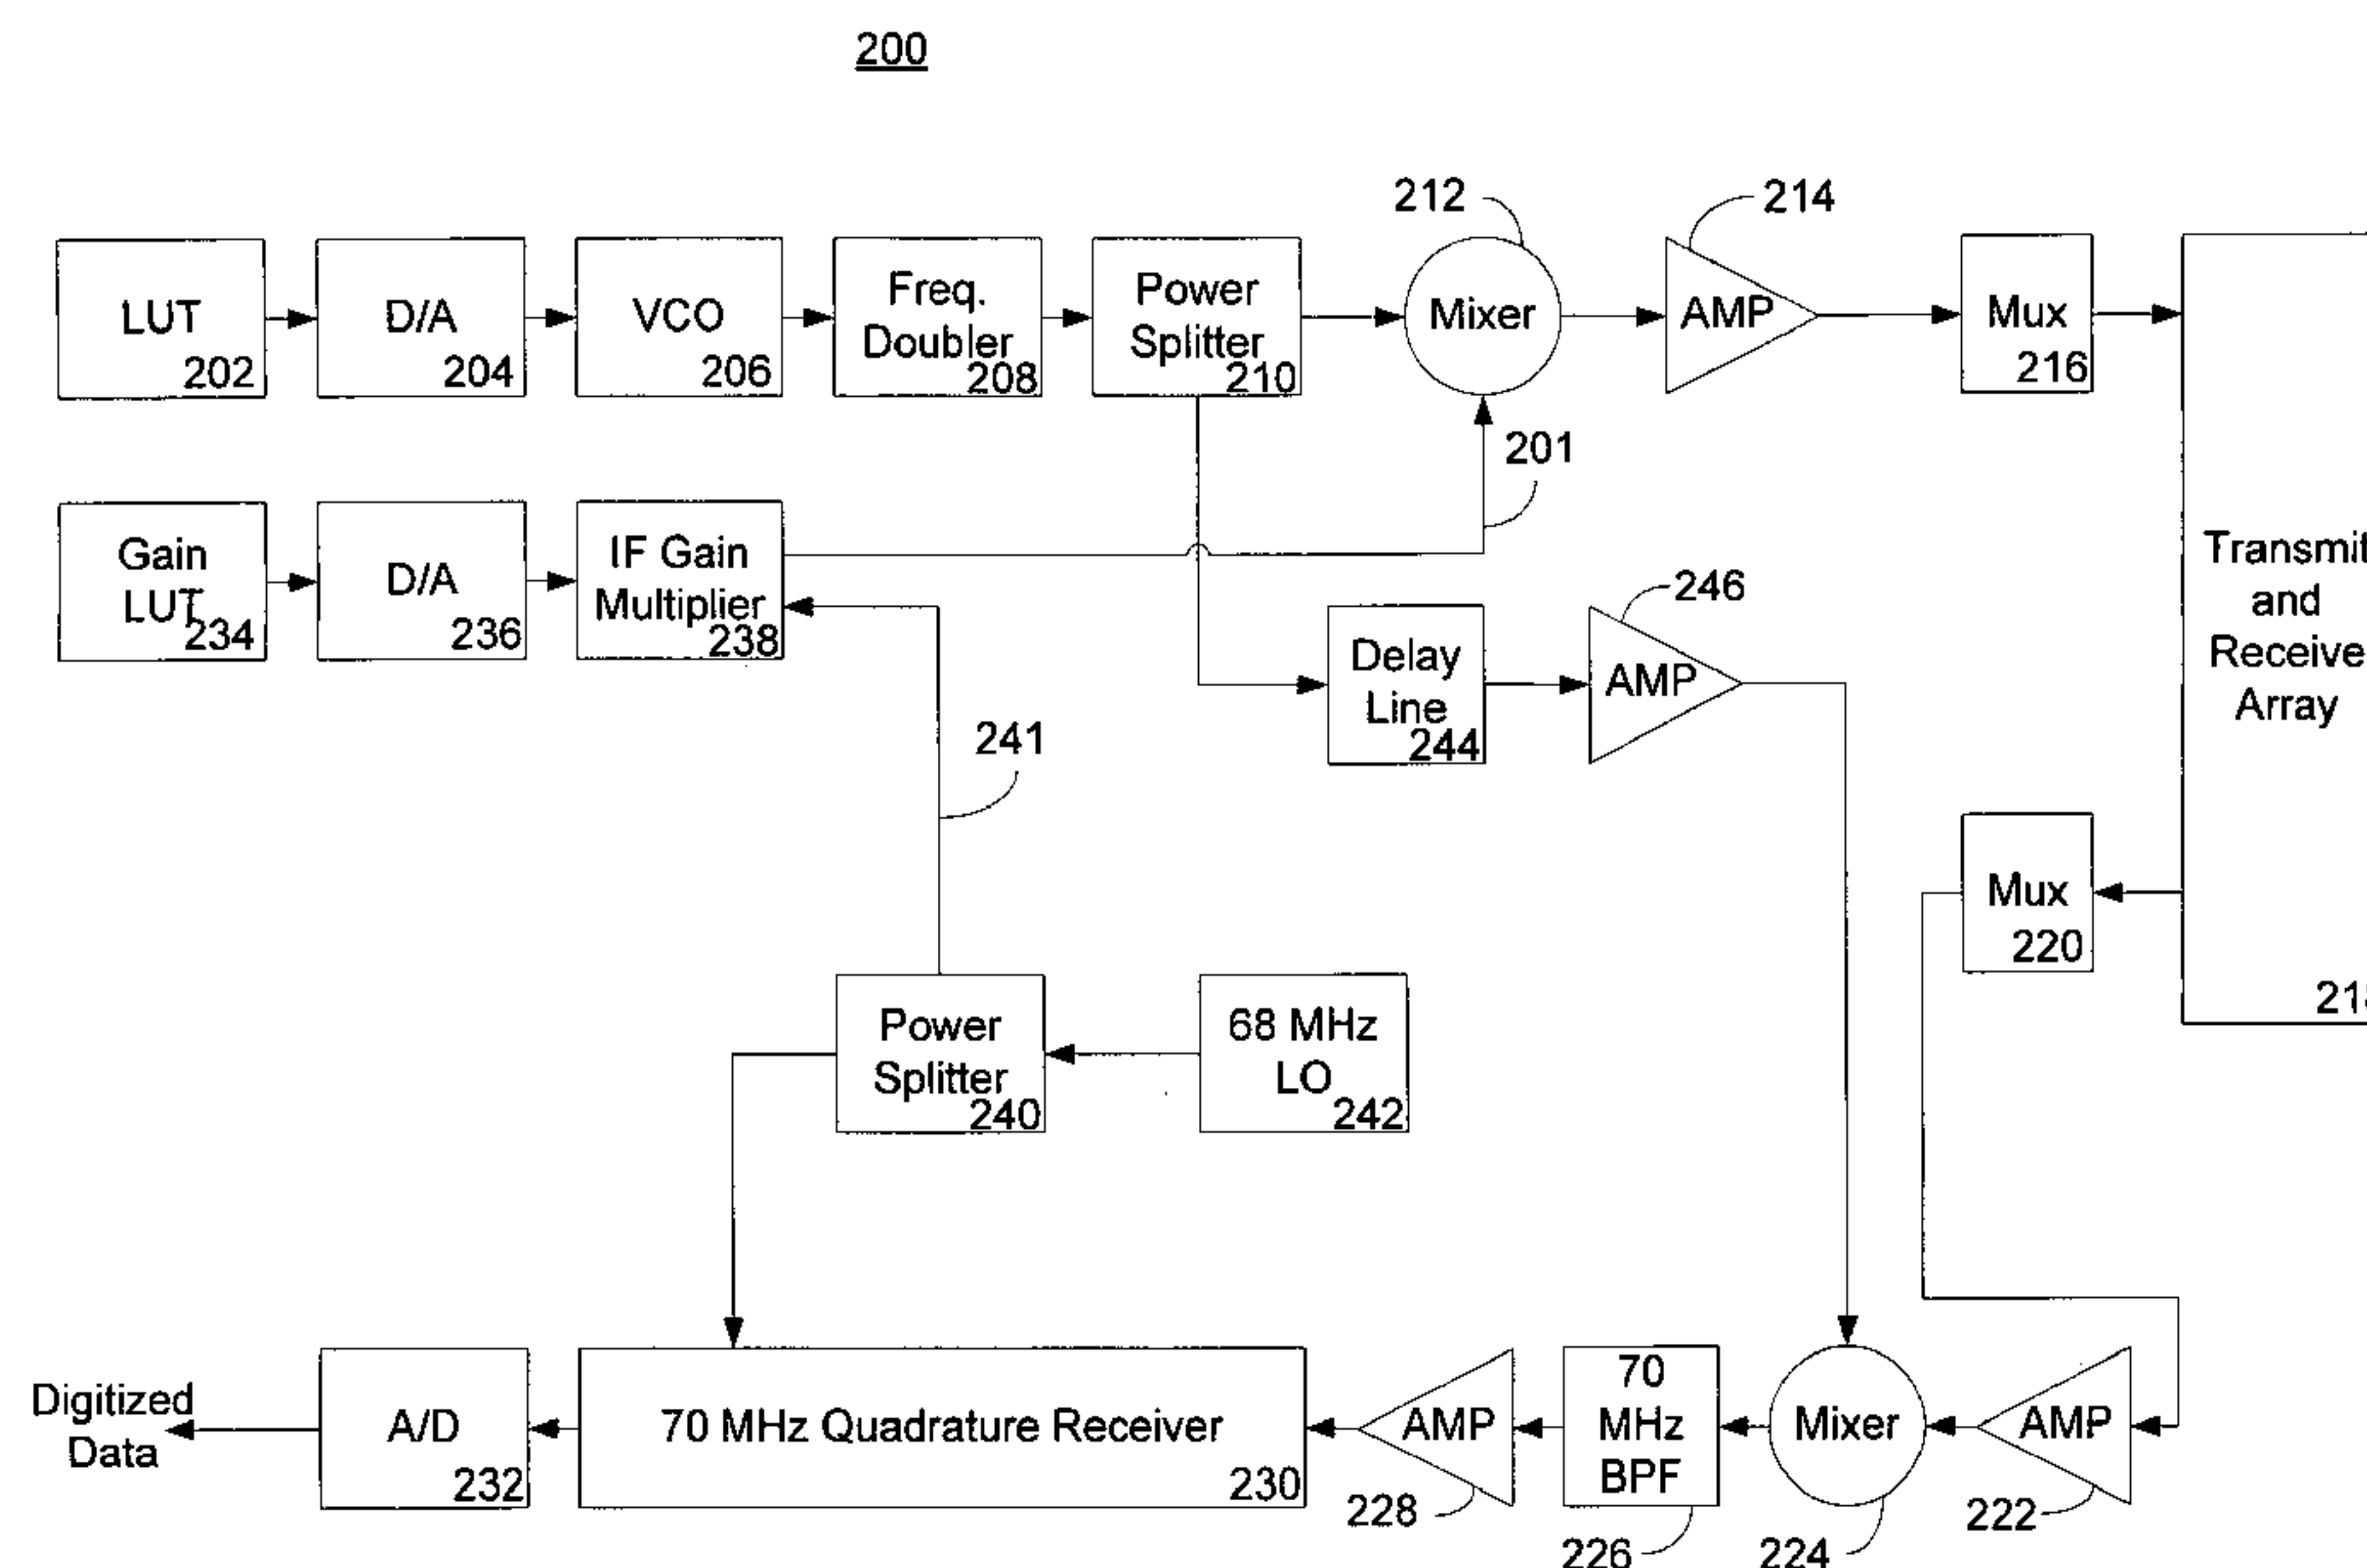 200
212
214
LUT
202
D/A
204
VCO
206
Freq.
Doubler
208
Power
Splitter
210
Mixer
AMP
Mux
216
201
Gain
LUT
234
D/A
236
IF Gain
Multiplier
238
246
Delay
Line
244
AMP
Transmit
and
Receive
Array
241
Mux
220
Power
Splitter
240
68 MHz
LO
242
Digitized
Data
A/D
232
70 MHz Quadrature Receiver
230
AMP
228
70
MHz
BPF
226
Mixer
224
AMP
222